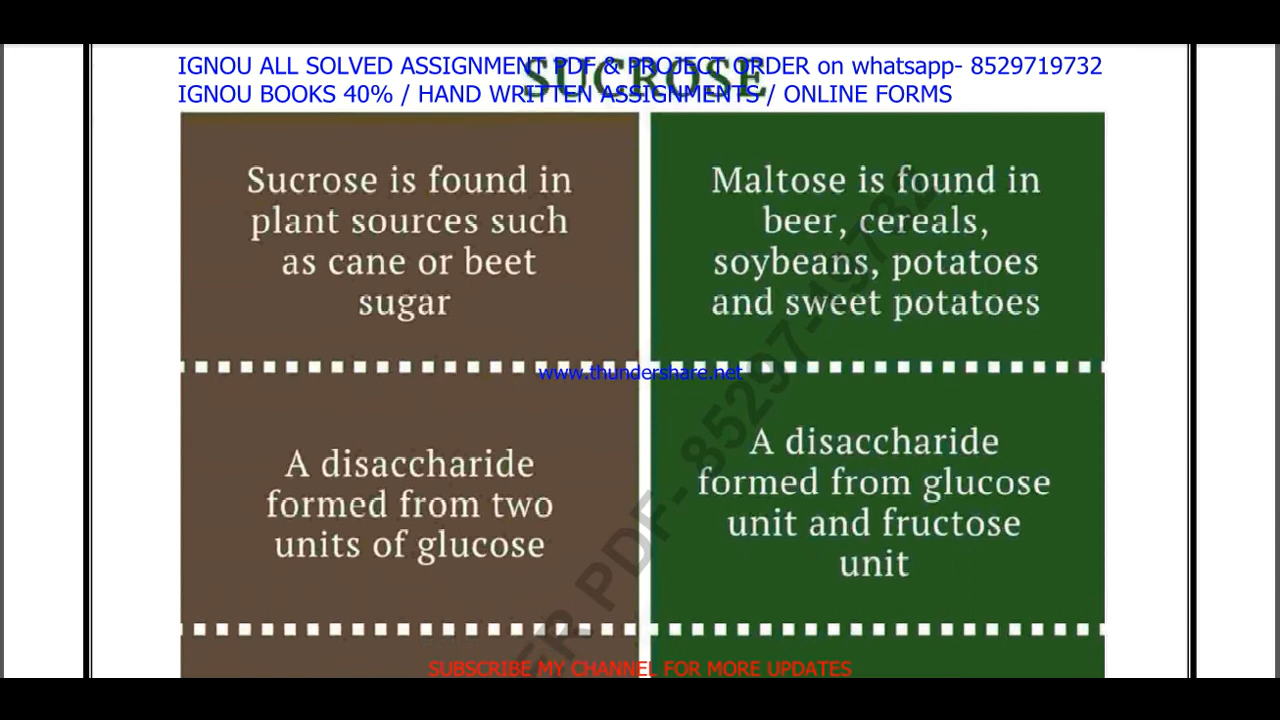 IGNOU ALL SOLVED ASSIGNMENT PDF & PROJECT ORDER on whatsapp- 8529719732
IGNOU BOOKS 40% / HAND WRITTEN ASSIGNMENTS / ONLINE FORMS
SUCROSE
Sucrose is found in
plant sources such
as cane or beet
sugar
Maltose is found in
beer, cereals,
soybeans, potatoes
and sweet potatoes
www.thundershare.net
A disaccharide
formed from two
units of glucose
A disaccharide
formed from glucose
unit and fructose
unit
PDF- 85297-
SUBSCRIBE MY CHANNEL FOR MORE UPDATES